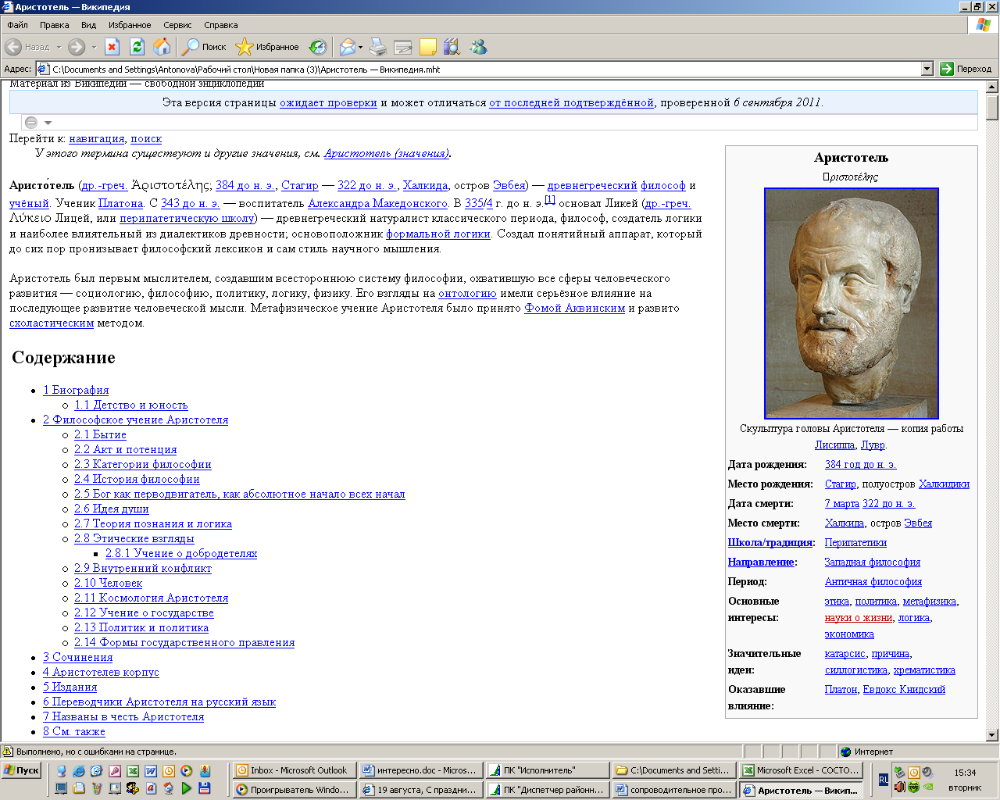 Аристотель — Википедия
Файл Правка Вид Избранное Сервис Справка
Назад Поиск Избранное
Адрес: C:\Documents and Settings\Antonova\Рабочий стол\Новая папка (3)\Аристотель — Википедия.mht Переход
Материал из Википедии — свободной энциклопедии
Эта версия страницы ожидает проверки и может отличаться от последней подтверждённой, проверенной 6 сентября 2011.
Перейти к: навигация, поиск
У этого термина существуют и другие значения, см. Аристотель (значения).
Аристо́тель (др.-греч. Ἀριστοτέλης; 384 до н. э., Стагир — 322 до н. э., Халкида, остров Эвбея) — древнегреческий философ и
учёный. Ученик Платона. С 343 до н. э. — воспитатель Александра Македонского. В 335/4 г. до н. э.[1] основал Ликей (др.-греч.
Λύκειο Лицей, или перипатетическую школу) — древнегреческий натуралист классического периода, философ, создатель логики
и наиболее влиятельный из диалектиков древности; основоположник формальной логики. Создал понятийный аппарат, который
до сих пор пронизывает философский лексикон и сам стиль научного мышления.
Аристотель был первым мыслителем, создавшим всестороннюю систему философии, охватившую все сферы человеческого
развития — социологию, философию, политику, логику, физику. Его взгляды на онтологию имели серьёзное влияние на
последующее развитие человеческой мысли. Метафизическое учение Аристотеля было принято Фомой Аквинским и развито
схоластическим методом.
Содержание
1 Биография
1.1 Детство и юность
2 Философское учение Аристотеля
2.1 Бытие
2.2 Акт и потенция
2.3 Категории философии
2.4 История философии
2.5 Бог как перводвигатель, как абсолютное начало всех начал
2.6 Идея души
2.7 Теория познания и логика
2.8 Этические взгляды
2.8.1 Учение о добродетелях
2.9 Внутренний конфликт
2.10 Человек
2.11 Космология Аристотеля
2.12 Учение о государстве
2.13 Политик и политика
2.14 Формы государственного правления
3 Сочинения
4 Аристотелев корпус
5 Издания
6 Переводчики Аристотеля на русский язык
7 Названы в честь Аристотеля
8 См. также
Аристотель
ριστοτέλης
Скульптура головы Аристотеля — копия работы
Лисиппа, Лувр.
Дата рождения: 384 год до н. э.
Место рождения: Стагир, полуостров Халкидики
Дата смерти: 7 марта 322 до н. э.
Место смерти: Халкида, остров Эвбея
Школа/традиция: Перипатетики
Направление: Западная философия
Период: Античная философия
Основные этика, политика, метафизика,
интересы: науки о жизни, логика,
экономика
Значительные катарсис, причина,
идеи: силлогистика, хрематистика
Оказавшие Платон, Евдокс Книдский
влияние:
Выполнено, но с ошибками на странице. Интернет
Пуск Inbox - Microsoft Outlook интересно.doc - Micros... ПК "Исполнитель" C:\Documents and Setti... Microsoft Excel - СОСТО... RU 15:34
Проигрыватель Windo... 19 августа, С праздни... ПК "Диспетчер районн... сопроводительное про... Аристотель — Викип... вторник